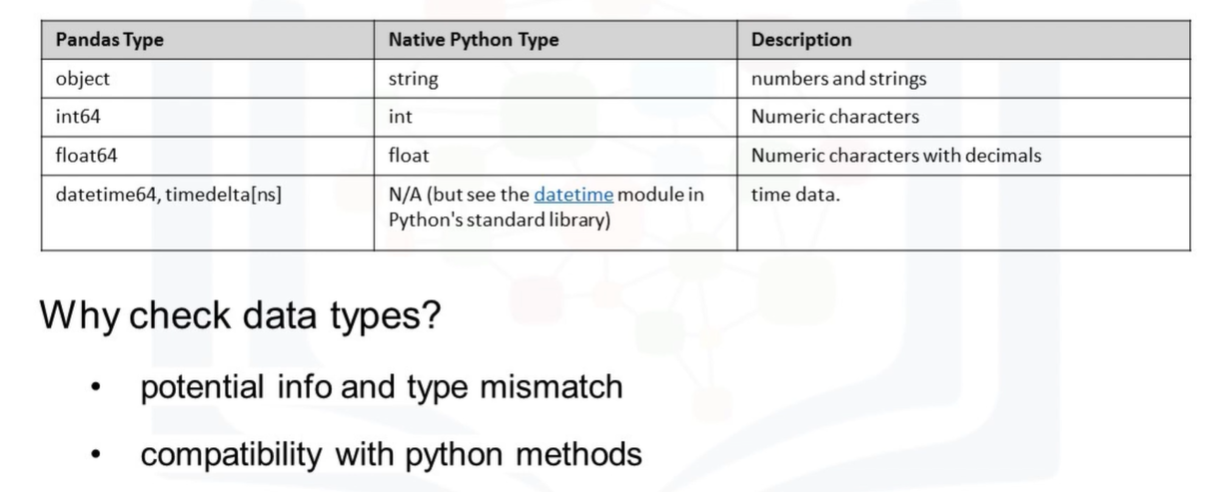 Pandas Type Native Python Type Description
object string numbers and strings
int64 int Numeric characters
float64 float Numeric characters with decimals
datetime64, timedelta[ns] N/A (but see the datetime module in time data.
Python's standard library)
Why check data types?
• potential info and type mismatch
• compatibility with python methods